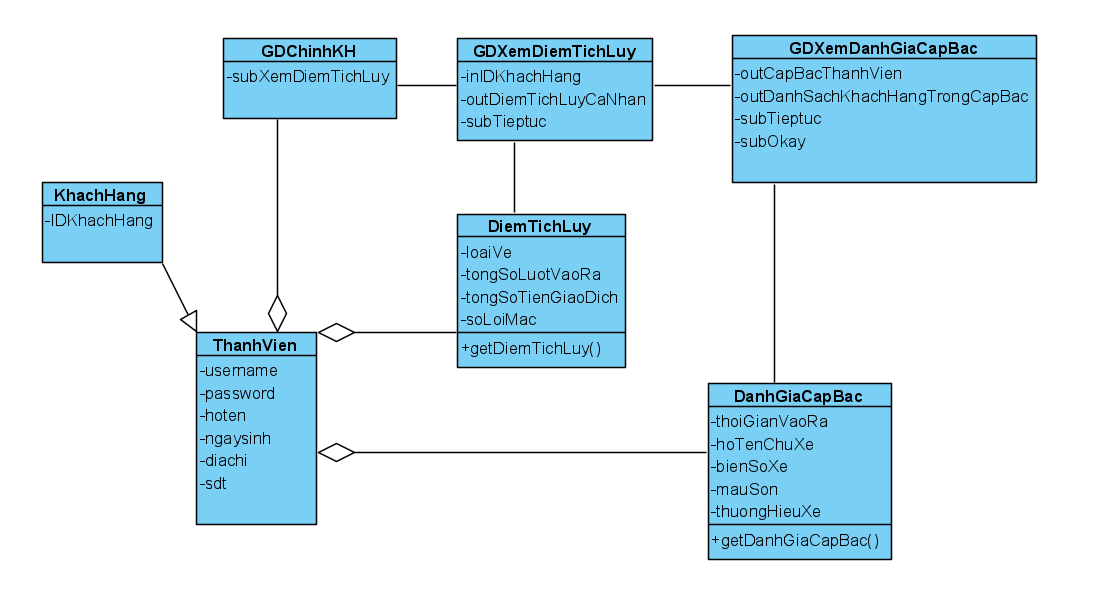 GDChinhKH
-subXemDiemTichLuy
GDXemDiemTichLuy
-inIDKhachHang
-outDiemTichLuyCaNhan
-subTieptuc
GDXemDanhGiaCapBac
-outCapBacThanhVien
-outDanhSachKhachHangTrongCapBac
-subTieptuc
-subOkay
KhachHang
-IDKhachHang
DiemTichLuy
-loaiVe
-tongSoLuotVaoRa
-tongSoTienGiaoDich
-soLoiMac
+getDiemTichLuy()
ThanhVien
-username
-password
-hoten
-ngaysinh
-diachi
-sdt
DanhGiaCapBac
-thoiGianVaoRa
-hoTenChuXe
-bienSoXe
-mauSon
-thuongHieuXe
+getDanhGiaCapBac()